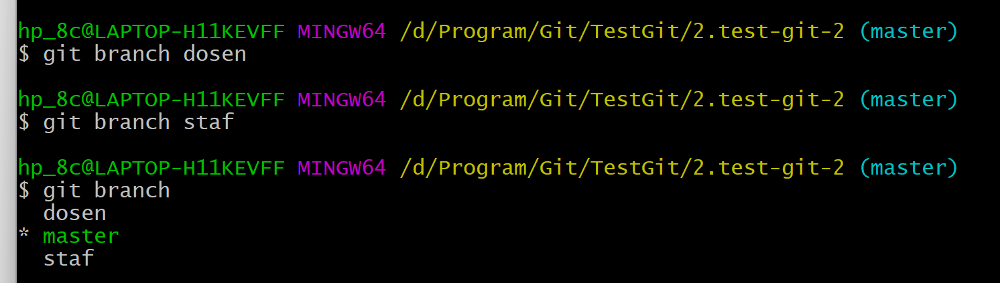 hp_8c@LAPTOP-H11KEVFF MINGW64 /d/Program/Git/TestGit/2.test-git-2 (master)
$ git branch dosen
hp_8c@LAPTOP-H11KEVFF MINGW64 /d/Program/Git/TestGit/2.test-git-2 (master)
$ git branch staf
hp_8c@LAPTOP-H11KEVFF MINGW64 /d/Program/Git/TestGit/2.test-git-2 (master)
$ git branch
  dosen
* master
  staf